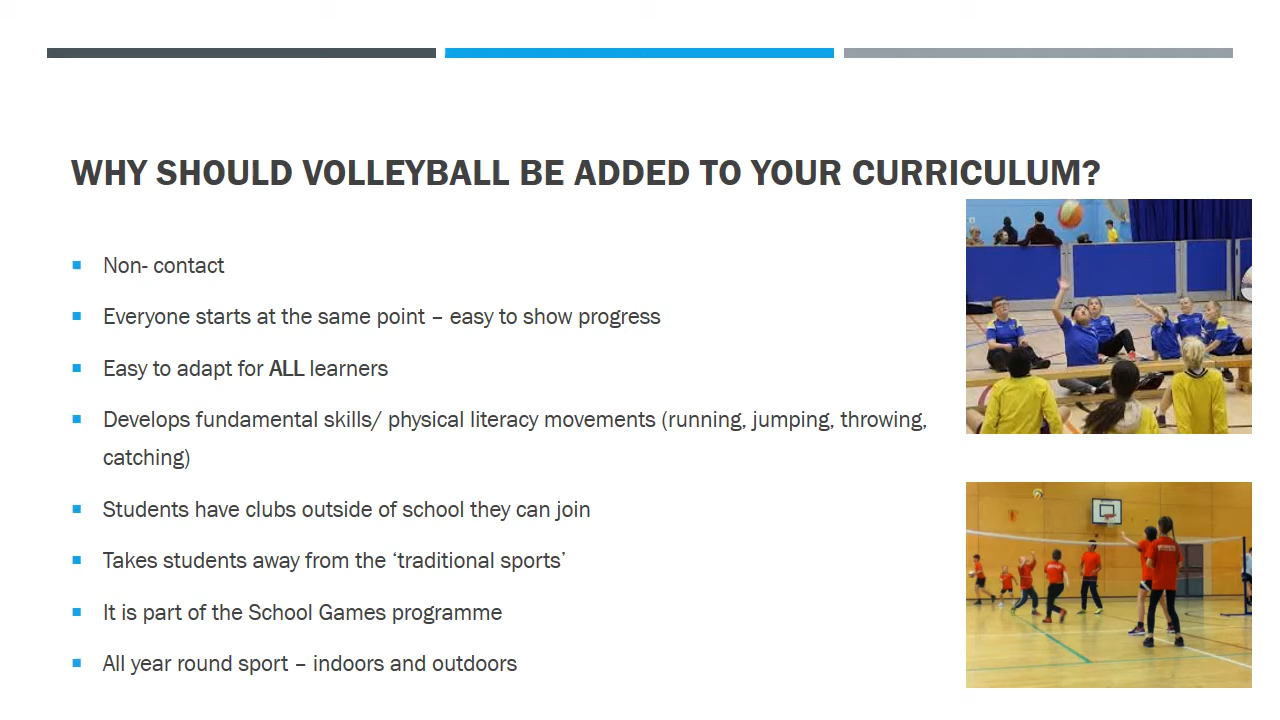 WHY SHOULD VOLLEYBALL BE ADDED TO YOUR CURRICULUM?
Non- contact
Everyone starts at the same point – easy to show progress
Easy to adapt for ALL learners
Develops fundamental skills/ physical literacy movements (running, jumping, throwing,
catching)
Students have clubs outside of school they can join
Takes students away from the ‘traditional sports’
It is part of the School Games programme
All year round sport – indoors and outdoors